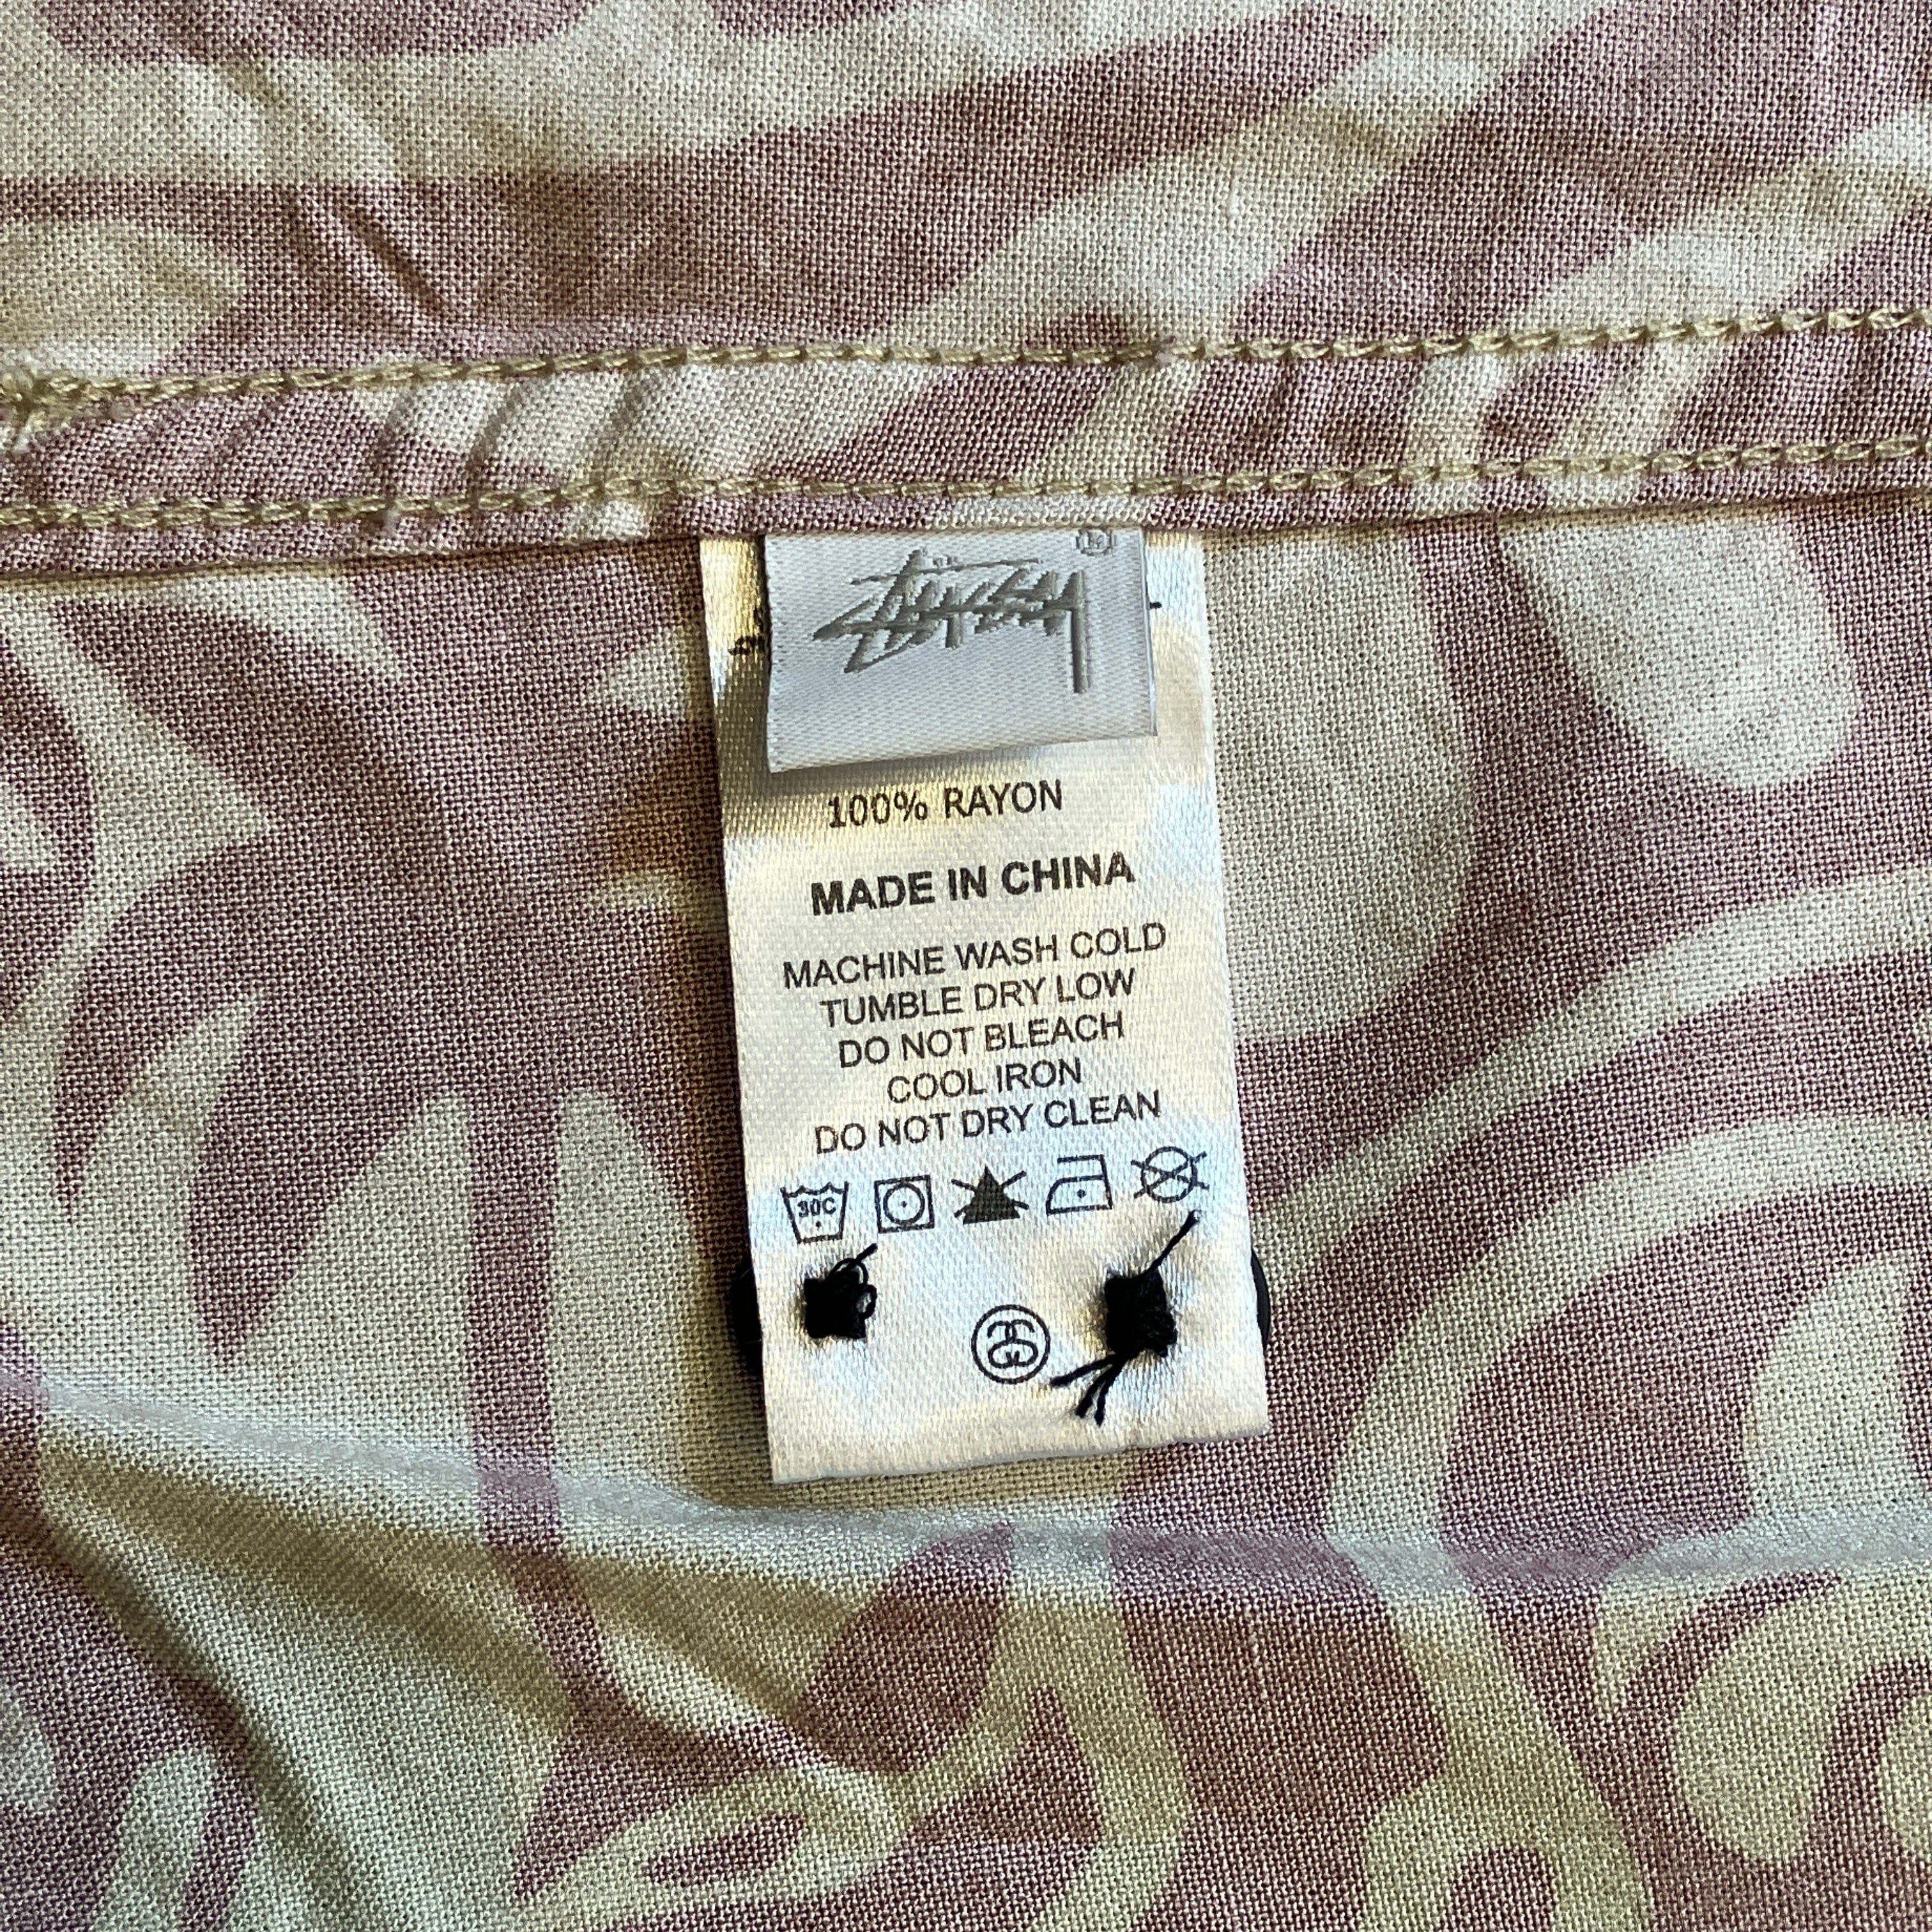 Stüssy
100% RAYON
MADE IN CHINA
MACHINE WASH COLD
TUMBLE DRY LOW
DO NOT BLEACH
COOL IRON
DO NOT DRY CLEAN
30C